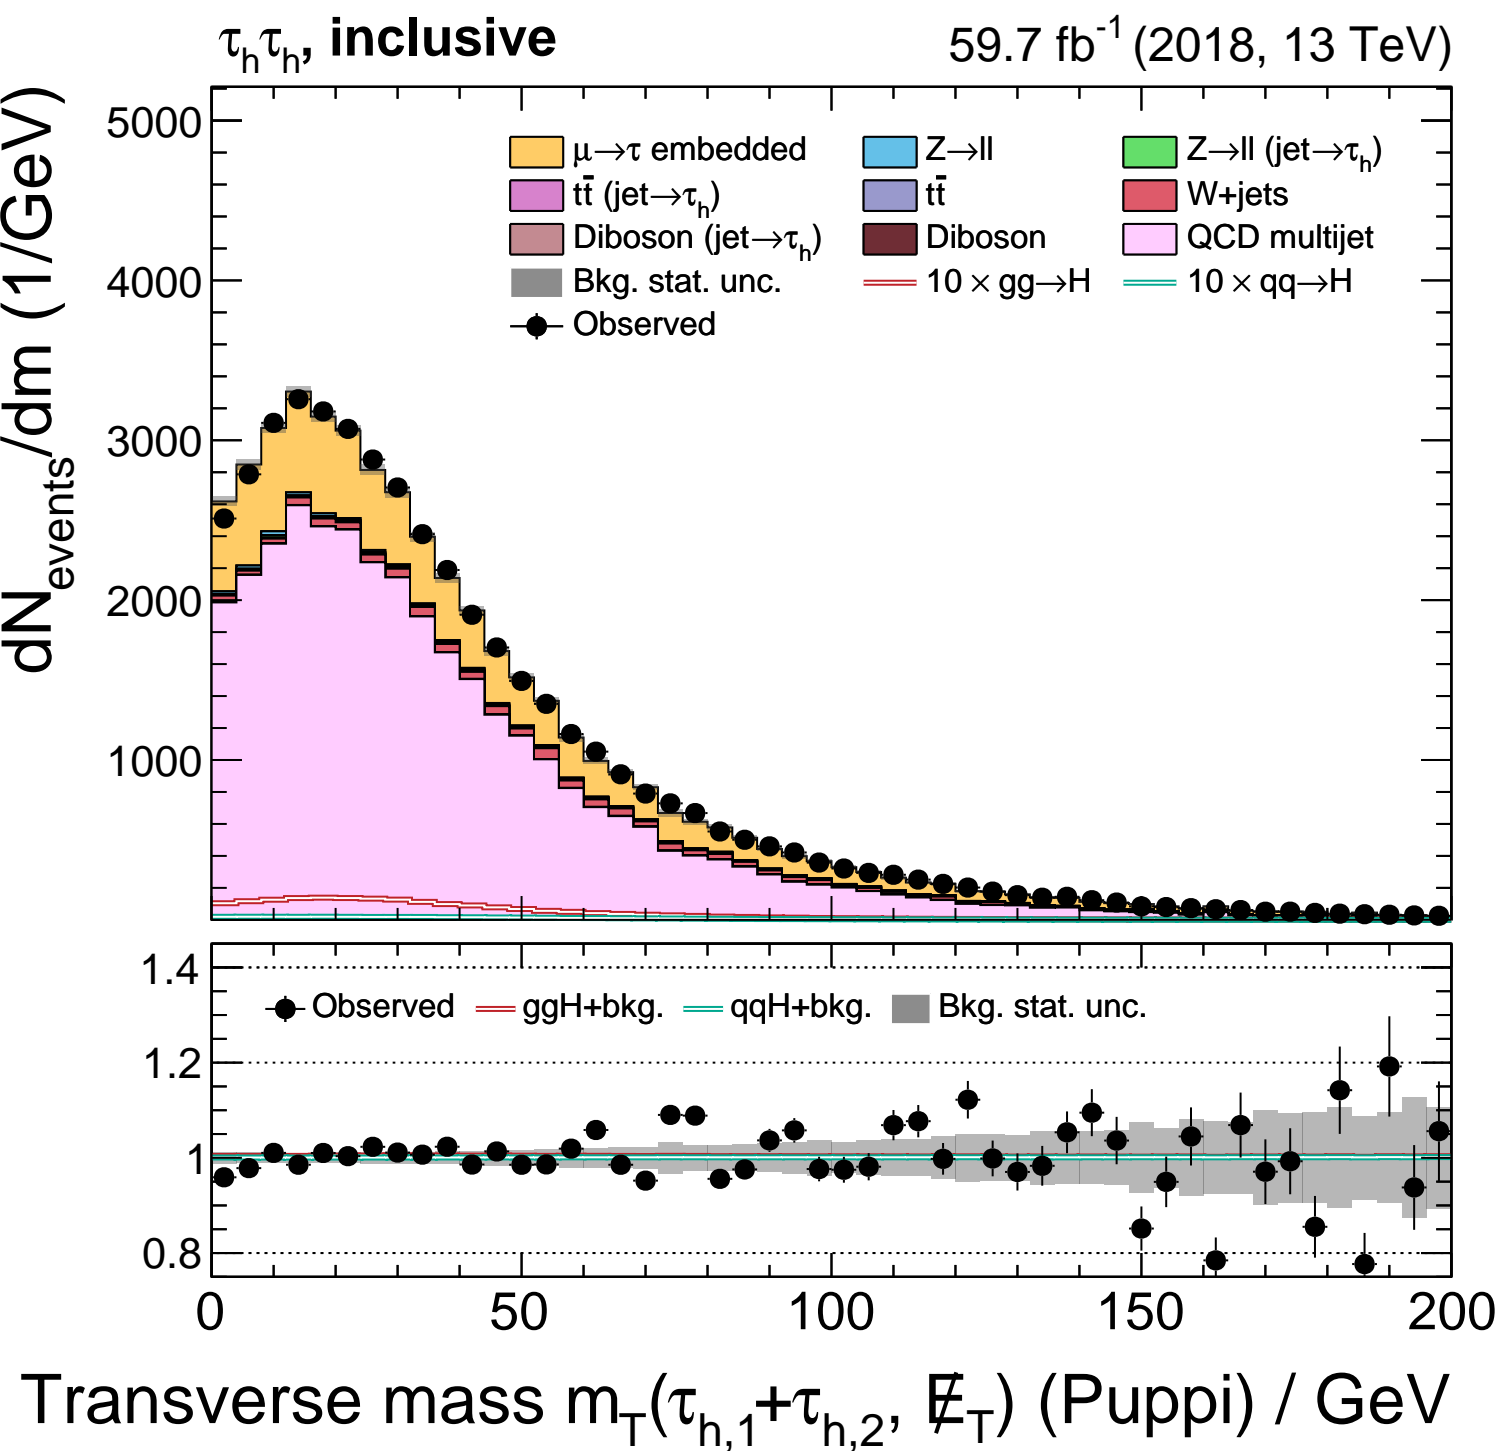 τhτh, inclusive 59.7 fb-1 (2018, 13 TeV)
dNevents/dm (1/GeV)
5000
4000
3000
2000
1000
μ→τ embedded Z→ll Z→ll (jet→τh)
tt̄ (jet→τh) tt̄ W+jets
Diboson (jet→τh) Diboson QCD multijet
Bkg. stat. unc. 10 × gg→H 10 × qq→H
Observed
1.4
1.2
1
0.8
Observed ggH+bkg. qqH+bkg. Bkg. stat. unc.
0 50 100 150 200
Transverse mass mT(τh,1+τh,2, E̸T) (Puppi) / GeV